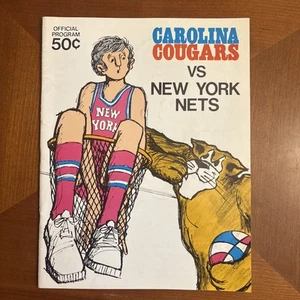 OFFICIAL
PROGRAM
50¢
CAROLINA
COUGARS
VS
NEW YORK
NETS
NEW
YORK